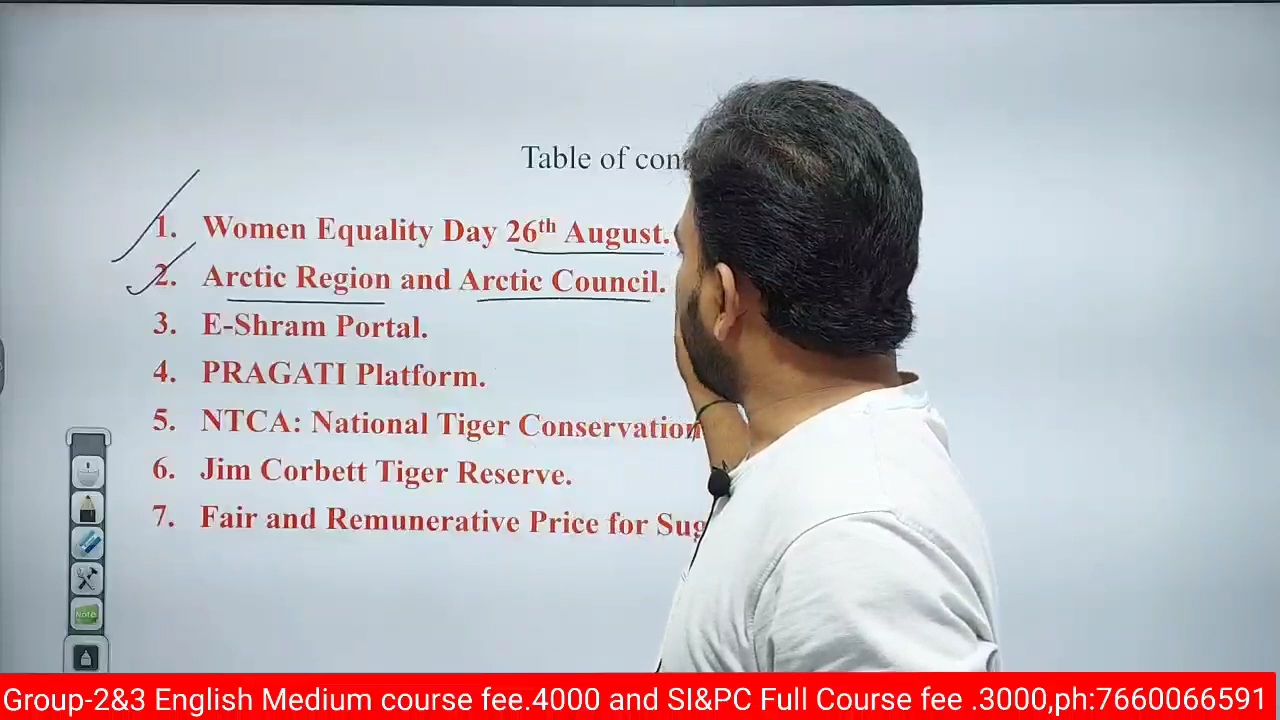 Table of
1. Women Equality Day 26th August.
2. Arctic Region and Arctic Council.
3. E-Shram Portal.
4. PRAGATI Platform.
5. NTCA: National Tiger Conservation
6. Jim Corbett Tiger Reserve.
7. Fair and Remunerative Price for
Note
Group-2&3 English Medium course fee.4000 and SI&PC Full Course fee .3000,ph:7660066591